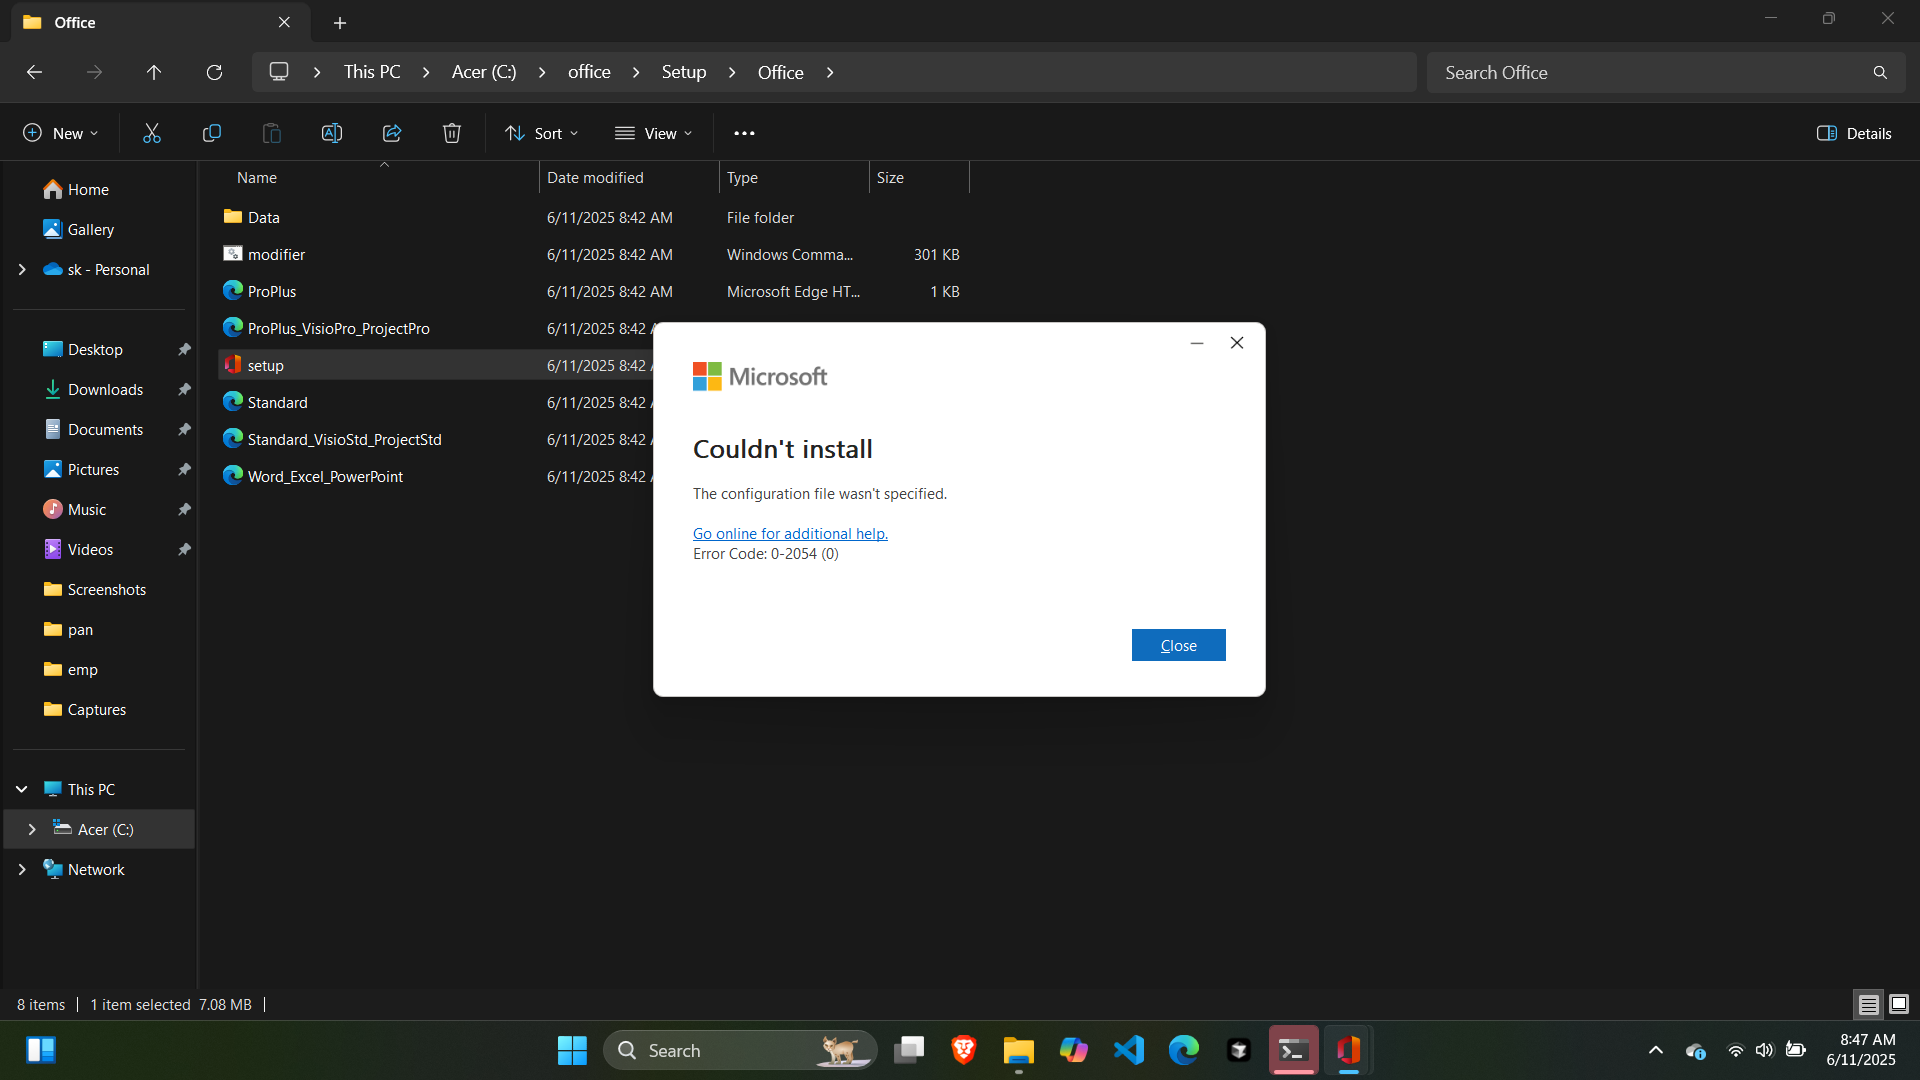 Office
This PC
Acer (C:)
office
Setup
Office
Search Office
New
Sort
View
Details
Name
Date modified
Type
Size
Home
Gallery
sk - Personal
Desktop
Downloads
Documents
Pictures
Music
Videos
Screenshots
pan
emp
Captures
This PC
Acer (C:)
Network
Data 6/11/2025 8:42 AM File folder
modifier 6/11/2025 8:42 AM Windows Comma... 301 KB
ProPlus 6/11/2025 8:42 AM Microsoft Edge HT... 1 KB
ProPlus_VisioPro_ProjectPro 6/11/2025 8:42
setup 6/11/2025 8:42
Standard 6/11/2025 8:42
Standard_VisioStd_ProjectStd 6/11/2025 8:42
Word_Excel_PowerPoint 6/11/2025 8:42
Microsoft
Couldn't install
The configuration file wasn't specified.
Go online for additional help.
Error Code: 0-2054 (0)
Close
8 items
1 item selected 7.08 MB
Search
8:47 AM
6/11/2025